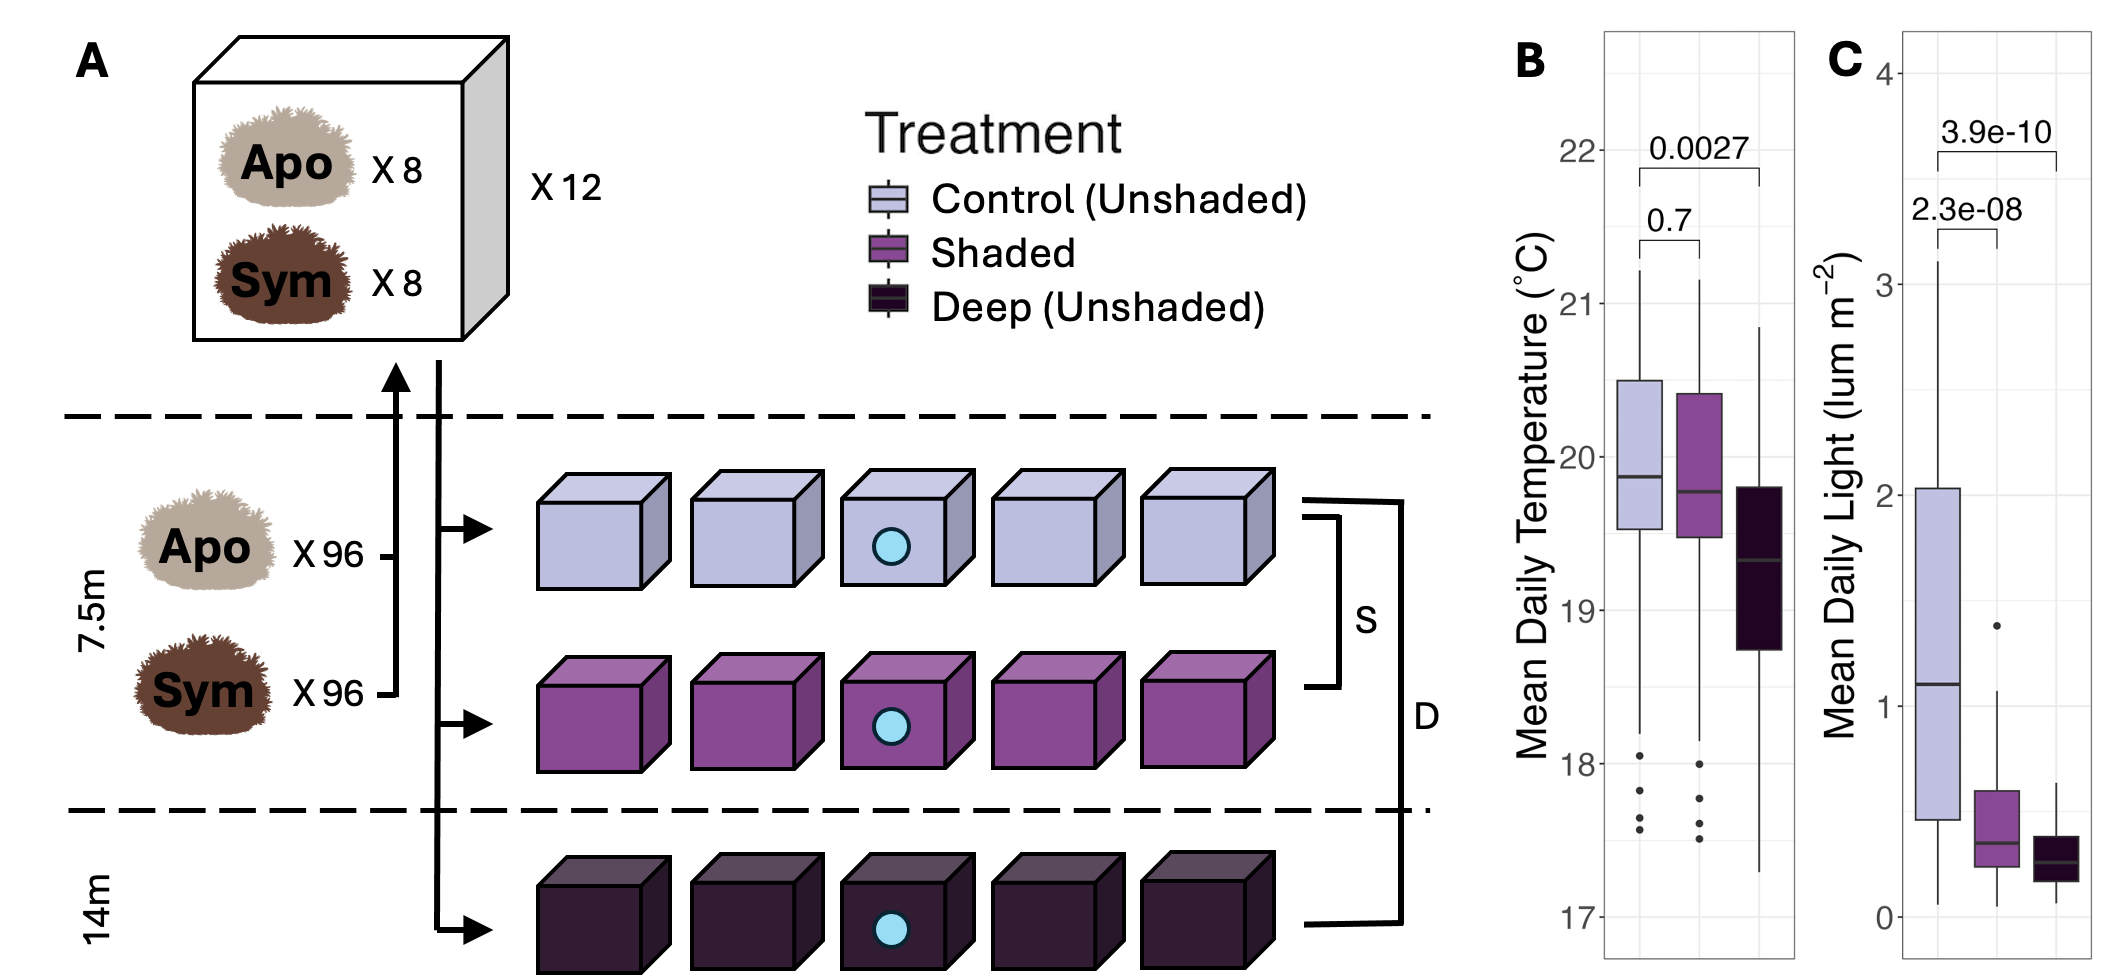 A
Apo X 8
Sym X 8
X 12
Treatment
Control (Unshaded)
Shaded
Deep (Unshaded)
7.5m
Apo X 96
Sym X 96
S
D
14m
B
Mean Daily Temperature (°C)
22
21
20
19
18
17
0.0027
0.7
C
Mean Daily Light (lum m⁻²)
4
3
2
1
0
3.9e-10
2.3e-08